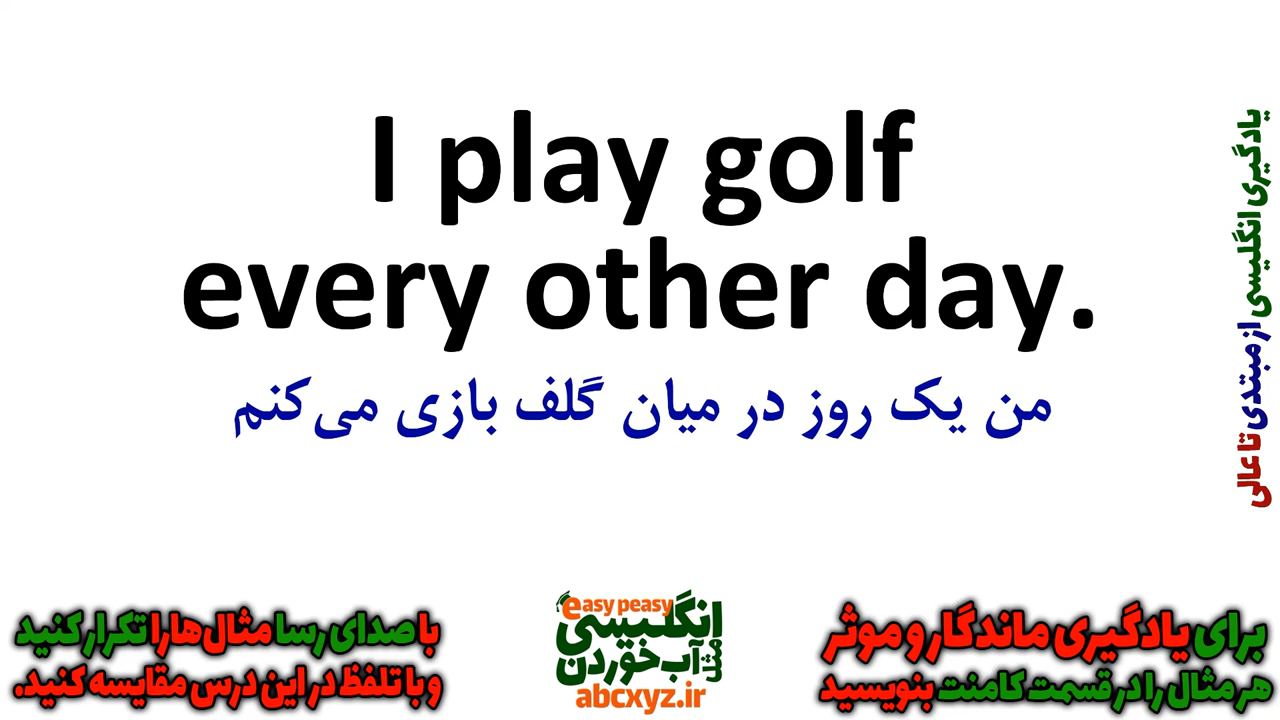 I play golf
every other day.
من یک روز در میان گلف بازی می‌کنم
یادگیری انگلیسی از مبتدی تا عالی
برای یادگیری ماندگار و موثر
هر مثال را در قسمت کامنت بنویسید
easy peasy
انگلیسی
مثل آب خوردن
abcxyz.ir
با صدای رسا مثال‌ها را تکرار کنید
و با تلفظ در این درس مقایسه کنید.